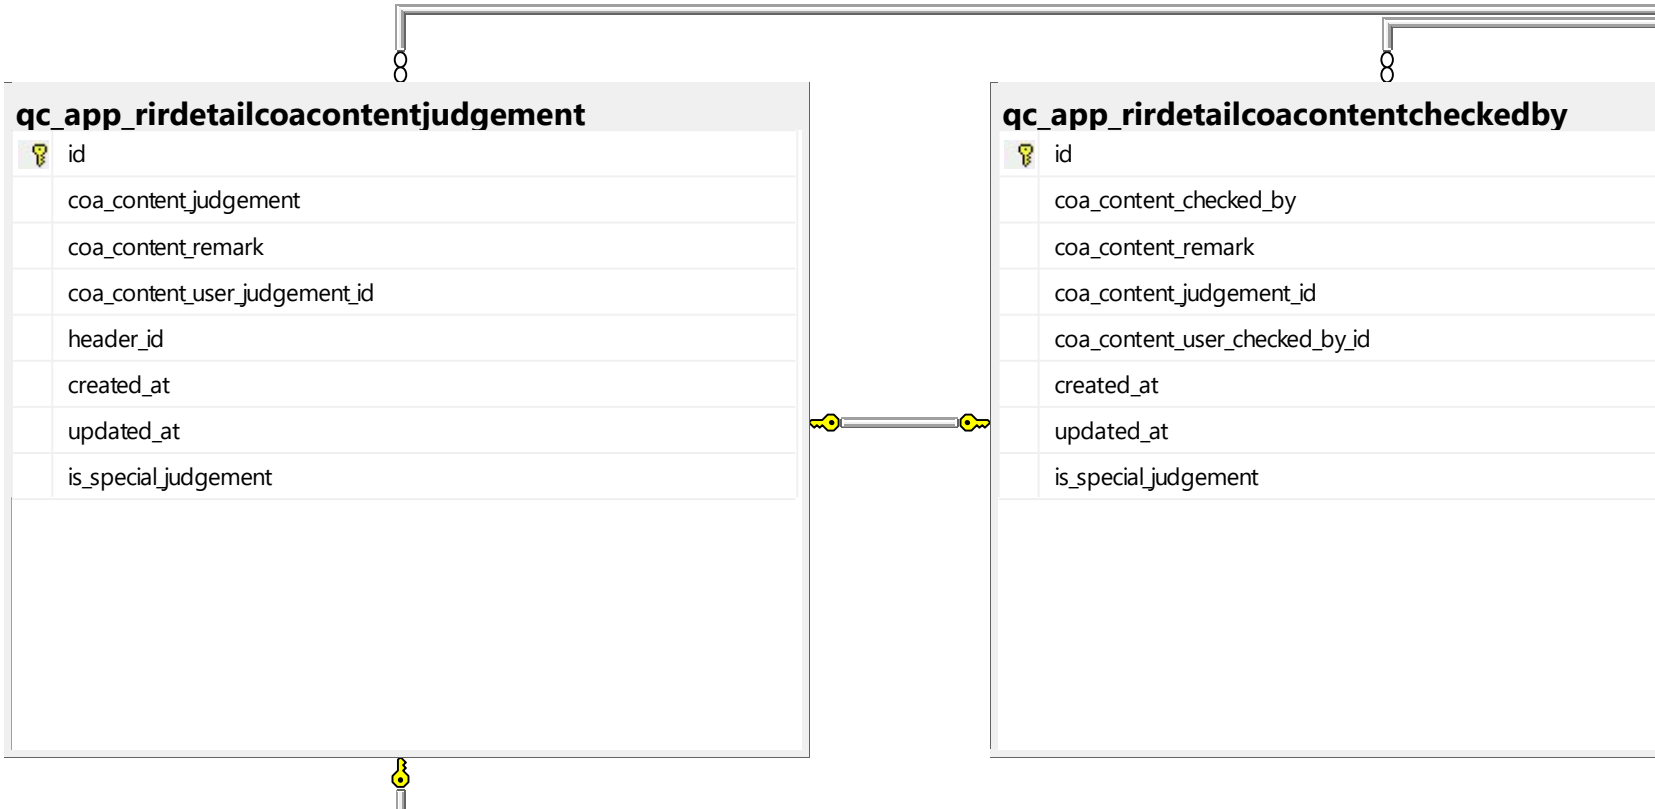 qc_app_rirdetailcoacontentjudgement
id
coa_content_judgement
coa_content_remark
coa_content_user_judgement_id
header_id
created_at
updated_at
is_special_judgement
qc_app_rirdetailcoacontentcheckedby
id
coa_content_checked_by
coa_content_remark
coa_content_judgement_id
coa_content_user_checked_by_id
created_at
updated_at
is_special_judgement